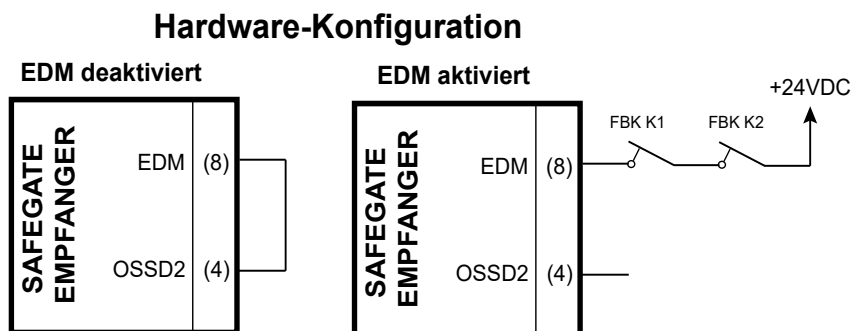 Hardware-Konfiguration
EDM deaktiviert
SAFEGATE
EMPFANGER
EDM (8)
OSSD2 (4)
EDM aktiviert
SAFEGATE
EMPFANGER
EDM (8)
OSSD2 (4)
FBK K1
FBK K2
+24VDC